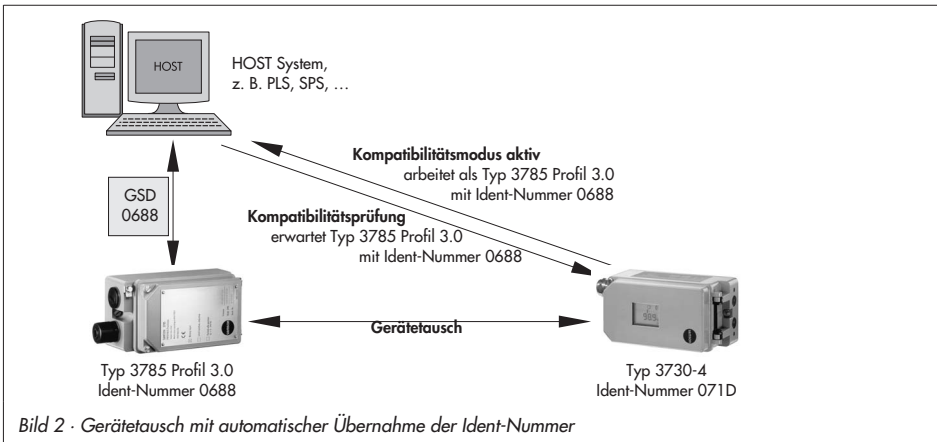 HOST
HOST System,
z. B. PLS, SPS, …
Kompatibilitätsmodus aktiv
arbeitet als Typ 3785 Profil 3.0
mit Ident-Nummer 0688
GSD
0688
Kompatibilitätsprüfung
erwartet Typ 3785 Profil 3.0
mit Ident-Nummer 0688
Gerätetausch
Typ 3785 Profil 3.0
Ident-Nummer 0688
Typ 3730-4
Ident-Nummer 071D
Bild 2 · Gerätetausch mit automatischer Übernahme der Ident-Nummer